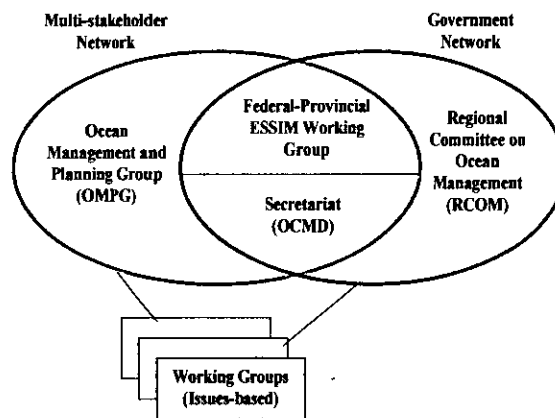 Multi-stakeholder
Network
Government
Network
Ocean
Management and
Planning Group
(OMPG)
Federal-Provincial
ESSIM Working
Group
Secretariat
(OCMD)
Regional
Committee on
Ocean
Management
(RCOM)
Working Groups
(Issues-based)